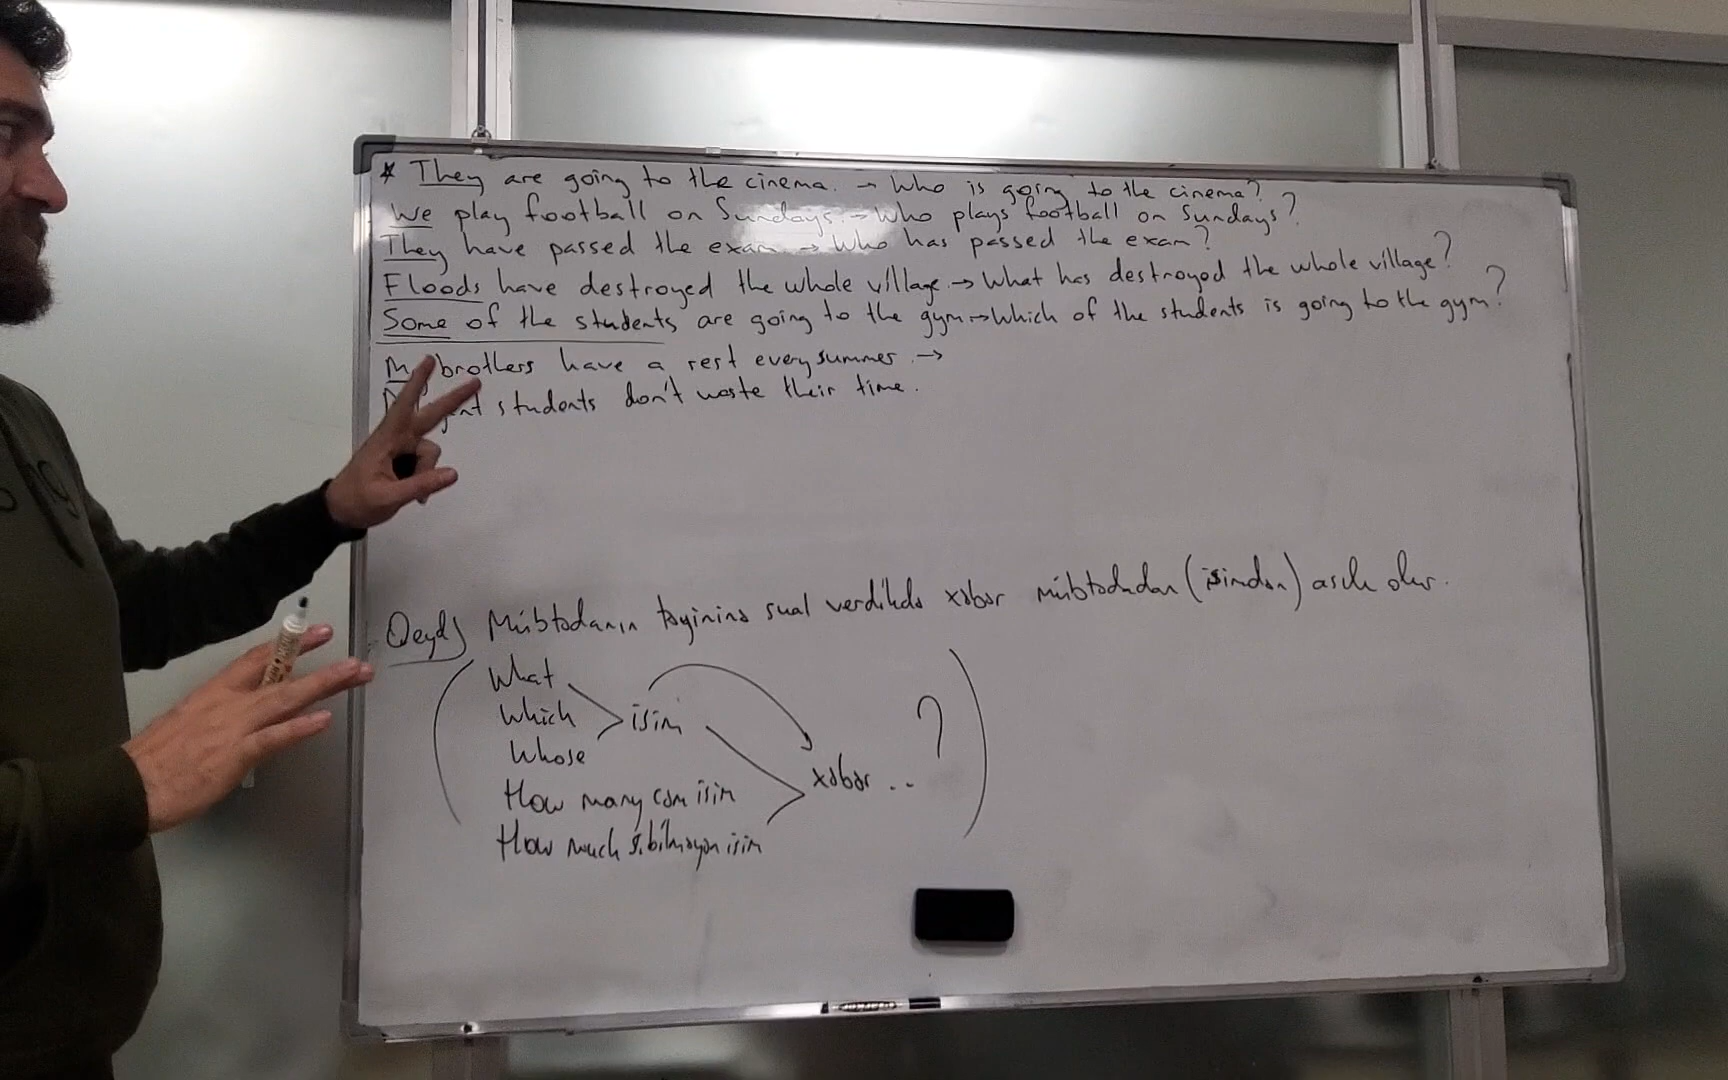 * They are going to the cinema. → Who is going to the cinema?
We play football on Sundays. → Who plays football on Sundays?
They have passed the exam → Who has passed the exam?
Floods have destroyed the whole village. → What has destroyed the whole village?
Some of the students are going to the gym → Which of the students is going to the gym?
My brothers have a rest every summer. →
students don't waste their time.
Qeyd) Mübtədanın təyininə sual verdikdə xəbər mübtədadan (isimdən) asılı olur.
What
Which
Whose
isim
How many cəm isim
How much s.bilməyən isim
xəbər .. ?